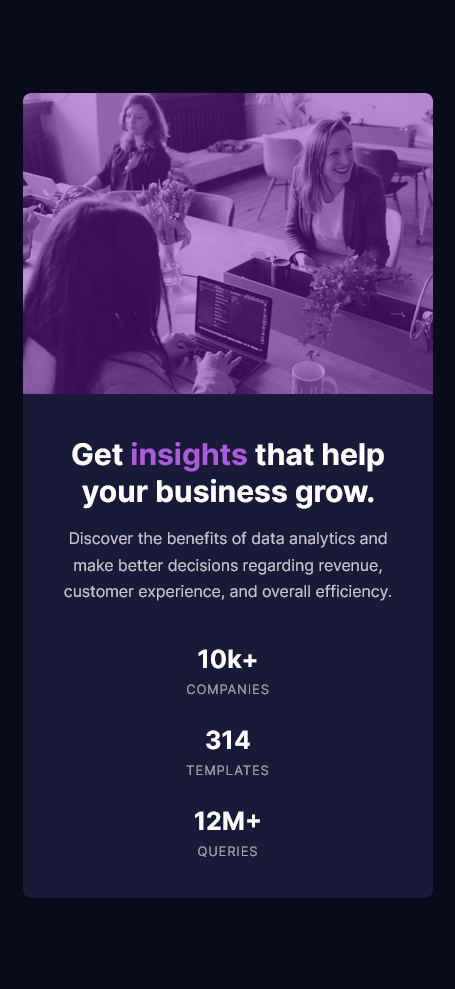 Get insights that help
your business grow.
Discover the benefits of data analytics and
make better decisions regarding revenue,
customer experience, and overall efficiency.
10k+
COMPANIES
314
TEMPLATES
12M+
QUERIES